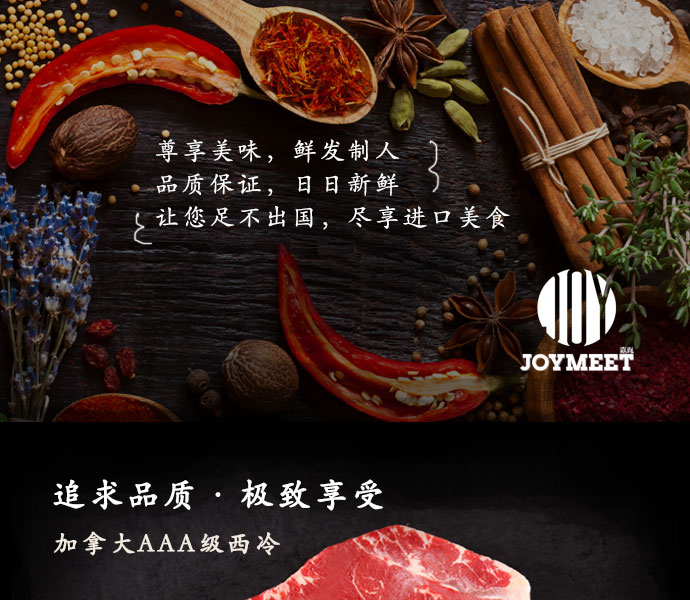 尊享美味，鲜发制人
品质保证，日日新鲜
让您足不出国，尽享进口美食
JOY
JOYMEET
追求品质·极致享受
加拿大AAA级西冷